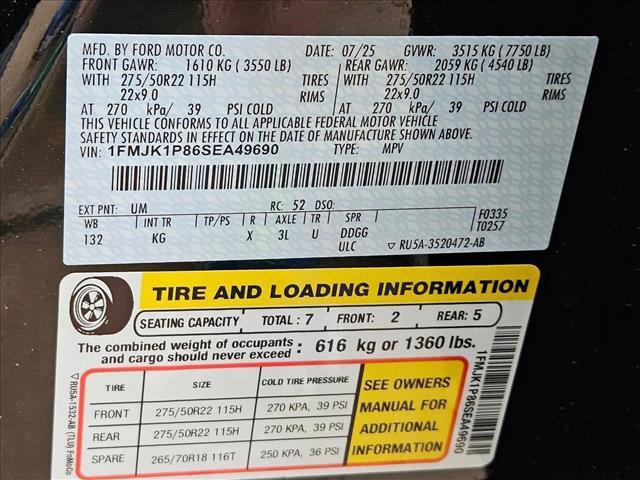 MFD. BY FORD MOTOR CO. DATE: 07/25 GVWR: 3515 KG (7750 LB)
FRONT GAWR: 1610 KG (3550 LB) REAR GAWR: 2059 KG (4540 LB)
WITH 275/50R22 115H TIRES WITH 275/50R22 115H TIRES
22x9.0 RIMS 22x9.0 RIMS
AT 270 kPa/ 39 PSI COLD AT 270 kPa/ 39 PSI COLD
THIS VEHICLE CONFORMS TO ALL APPLICABLE FEDERAL MOTOR VEHICLE
SAFETY STANDARDS IN EFFECT ON THE DATE OF MANUFACTURE SHOWN ABOVE.
VIN: 1FMJK1P86SEA49690 TYPE: MPV
EXT PNT: UM RC: 52 DSO:
WB INT TR TP/PS R AXLE TR SPR F0335
132 KG X 3L U DDGG T0257
ULC ▽ RU5A-3520472-AB
TIRE AND LOADING INFORMATION
SEATING CAPACITY TOTAL : 7 FRONT: 2 REAR: 5
The combined weight of occupants
and cargo should never exceed : 616 kg or 1360 lbs.
TIRE SIZE COLD TIRE PRESSURE
FRONT 275/50R22 115H 270 KPA, 39 PSI
REAR 275/50R22 115H 270 KPA, 39 PSI
SPARE 265/70R18 116T 250 KPA, 36 PSI
SEE OWNERS
MANUAL FOR
ADDITIONAL
INFORMATION
1FMJK1P86SEA49690
▽ RU5A-1532-AB (TLU) FoMoCo